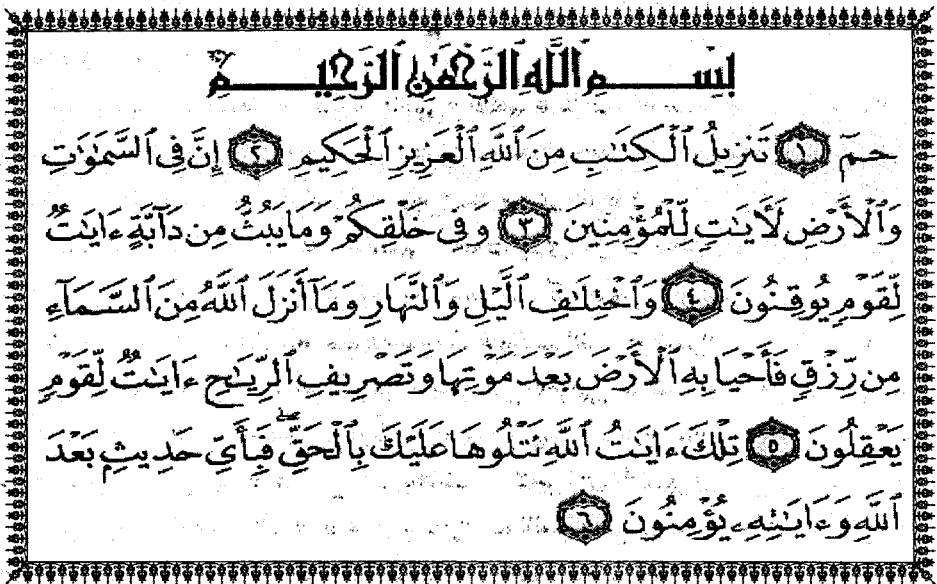 بِسْمِ ٱللَّهِ ٱلرَّحْمَٰنِ ٱلرَّحِيمِ
حمٓ ١ تَنزِيلُ ٱلْكِتَٰبِ مِنَ ٱللَّهِ ٱلْعَزِيزِ ٱلْحَكِيمِ ٢ إِنَّ فِى ٱلسَّمَٰوَٰتِ
وَٱلْأَرْضِ لَأٓيَٰتٍ لِّلْمُؤْمِنِينَ ٣ وَفِى خَلْقِكُمْ وَمَا يَبُثُّ مِن دَآبَّةٍ ءَايَٰتٌ
لِّقَوْمٍ يُوقِنُونَ ٤ وَٱخْتِلَٰفِ ٱلَّيْلِ وَٱلنَّهَارِ وَمَآ أَنزَلَ ٱللَّهُ مِنَ ٱلسَّمَآءِ
مِن رِّزْقٍ فَأَحْيَا بِهِ ٱلْأَرْضَ بَعْدَ مَوْتِهَا وَتَصْرِيفِ ٱلرِّيَٰحِ ءَايَٰتٌ لِّقَوْمٍ
يَعْقِلُونَ ٥ تِلْكَ ءَايَٰتُ ٱللَّهِ نَتْلُوهَا عَلَيْكَ بِٱلْحَقِّ ۖ فَبِأَىِّ حَدِيثٍۭ بَعْدَ
ٱللَّهِ وَءَايَٰتِهِۦ يُؤْمِنُونَ ٦